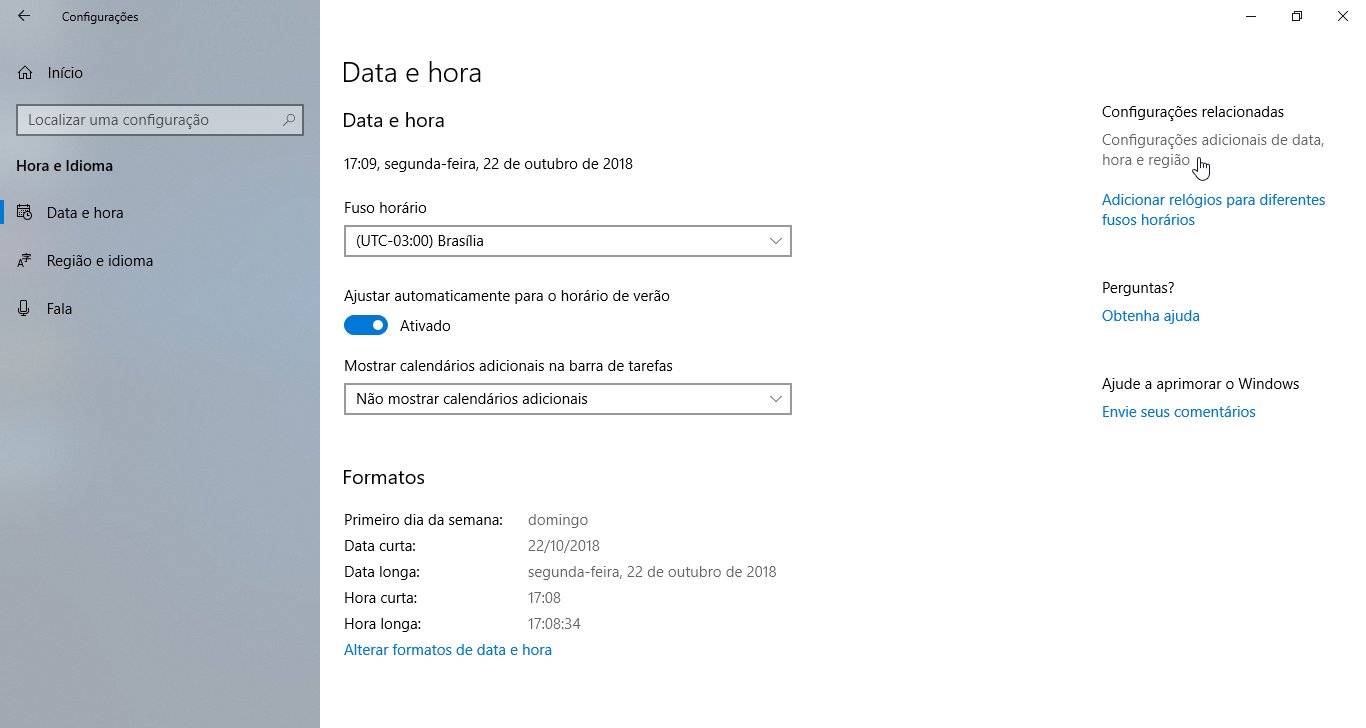 Configurações
Início
Localizar uma configuração
Hora e Idioma
Data e hora
Região e idioma
Fala
Data e hora
Data e hora
17:09, segunda-feira, 22 de outubro de 2018
Fuso horário
(UTC-03:00) Brasília
Ajustar automaticamente para o horário de verão
Ativado
Mostrar calendários adicionais na barra de tarefas
Não mostrar calendários adicionais
Formatos
Primeiro dia da semana: domingo
Data curta: 22/10/2018
Data longa: segunda-feira, 22 de outubro de 2018
Hora curta: 17:08
Hora longa: 17:08:34
Alterar formatos de data e hora
Configurações relacionadas
Configurações adicionais de data,
hora e região
Adicionar relógios para diferentes
fusos horários
Perguntas?
Obtenha ajuda
Ajude a aprimorar o Windows
Envie seus comentários